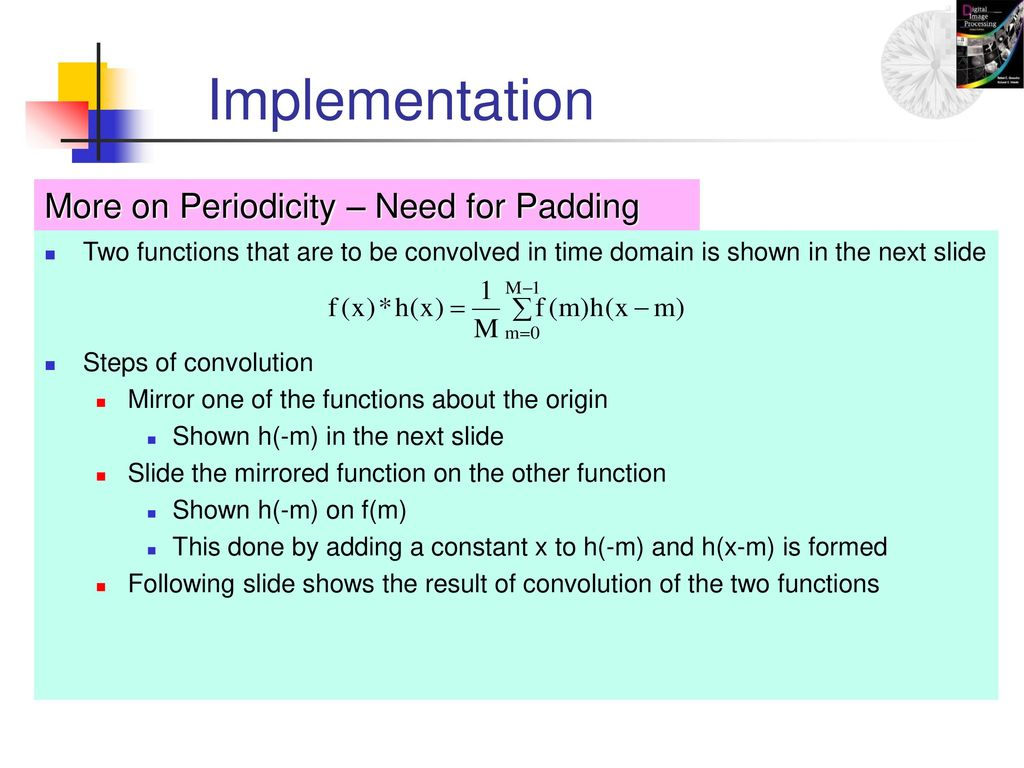 Digital
Image
Processing
Implementation
More on Periodicity – Need for Padding
Two functions that are to be convolved in time domain is shown in the next slide
f(x)*h(x) = 1/M ∑_{m=0}^{M−1} f(m)h(x − m)
Steps of convolution
Mirror one of the functions about the origin
Shown h(-m) in the next slide
Slide the mirrored function on the other function
Shown h(-m) on f(m)
This done by adding a constant x to h(-m) and h(x-m) is formed
Following slide shows the result of convolution of the two functions